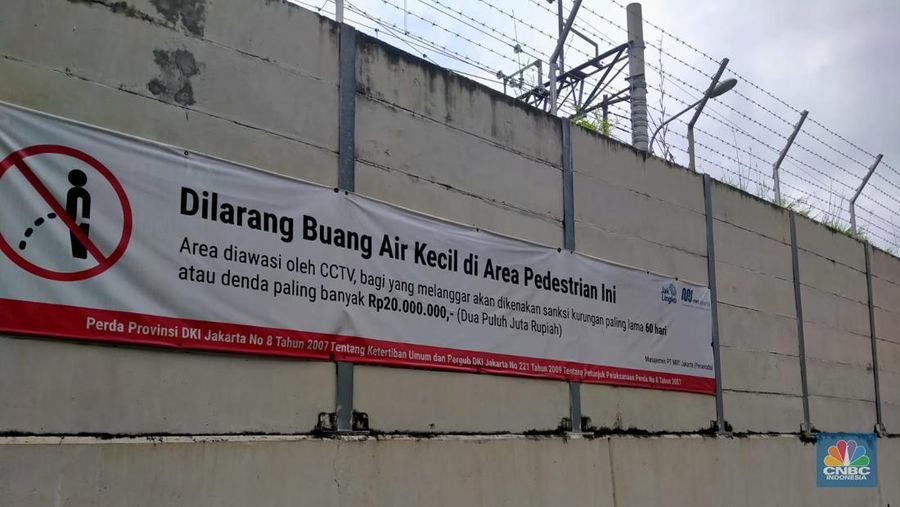 Dilarang Buang Air Kecil di Area Pedestrian Ini
Area diawasi oleh CCTV, bagi yang melanggar akan dikenakan sanksi kurungan paling lama 60 hari
atau denda paling banyak Rp20.000.000,- (Dua Puluh Juta Rupiah)
Jak
Lingko
Manajemen PT MRT Jakarta (Perseroda)
Perda Provinsi DKI Jakarta No 8 Tahun 2007 Tentang Ketertiban Umum dan Pergub DKI Jakarta No 221 Tahun 2009 Tentang Petunjuk Pelaksanaan Perda No 8 Tahun 2007
CNBC
INDONESIA